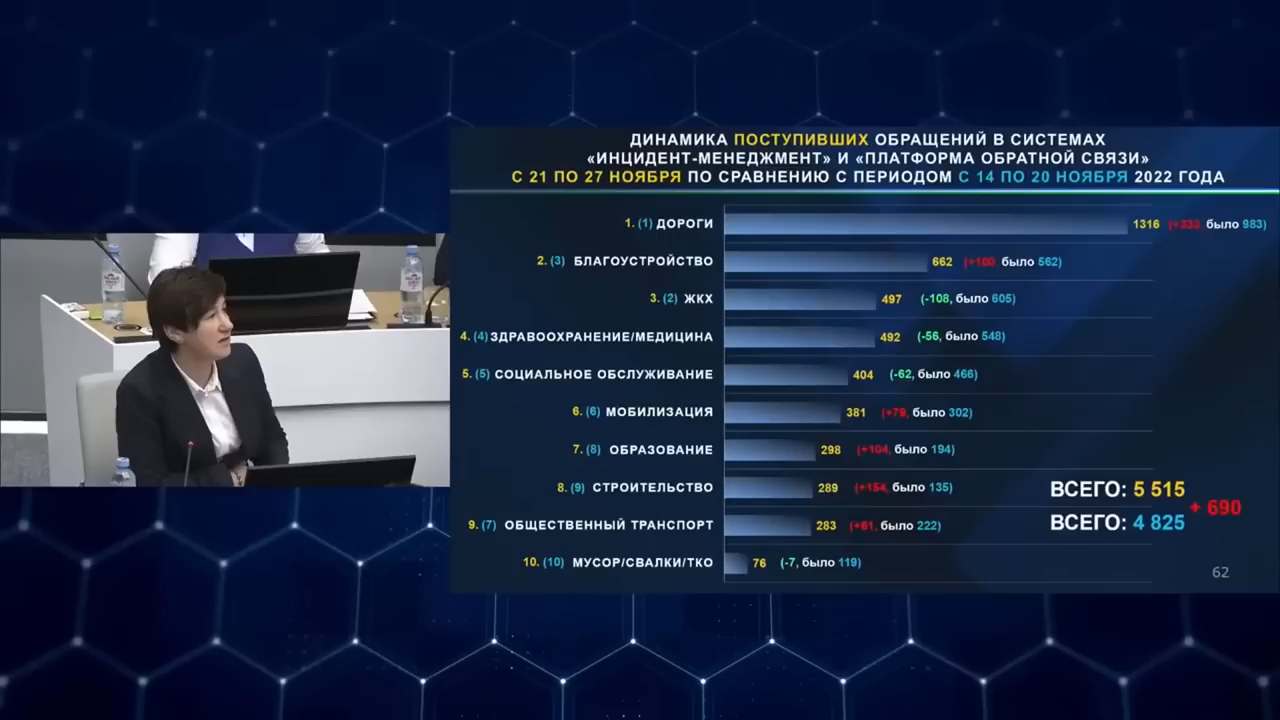 ДИНАМИКА ПОСТУПИВШИХ ОБРАЩЕНИЙ В СИСТЕМАХ
«ИНЦИДЕНТ-МЕНЕДЖМЕНТ» И «ПЛАТФОРМА ОБРАТНОЙ СВЯЗИ»
С 21 ПО 27 НОЯБРЯ ПО СРАВНЕНИЮ С ПЕРИОДОМ С 14 ПО 20 НОЯБРЯ 2022 ГОДА
1. (1) ДОРОГИ 1316 (+333, было 983)
2. (3) БЛАГОУСТРОЙСТВО 662 (+100, было 562)
3. (2) ЖКХ 497 (-108, было 605)
4. (4) ЗДРАВООХРАНЕНИЕ/МЕДИЦИНА 492 (-56, было 548)
5. (5) СОЦИАЛЬНОЕ ОБСЛУЖИВАНИЕ 404 (-62, было 466)
6. (6) МОБИЛИЗАЦИЯ 381 (+79, было 302)
7. (8) ОБРАЗОВАНИЕ 298 (+104, было 194)
8. (9) СТРОИТЕЛЬСТВО 289 (+154, было 135)
9. (7) ОБЩЕСТВЕННЫЙ ТРАНСПОРТ 283 (+61, было 222)
10. (10) МУСОР/СВАЛКИ/ТКО 76 (-7, было 119)
ВСЕГО: 5 515
+ 690
ВСЕГО: 4 825
62